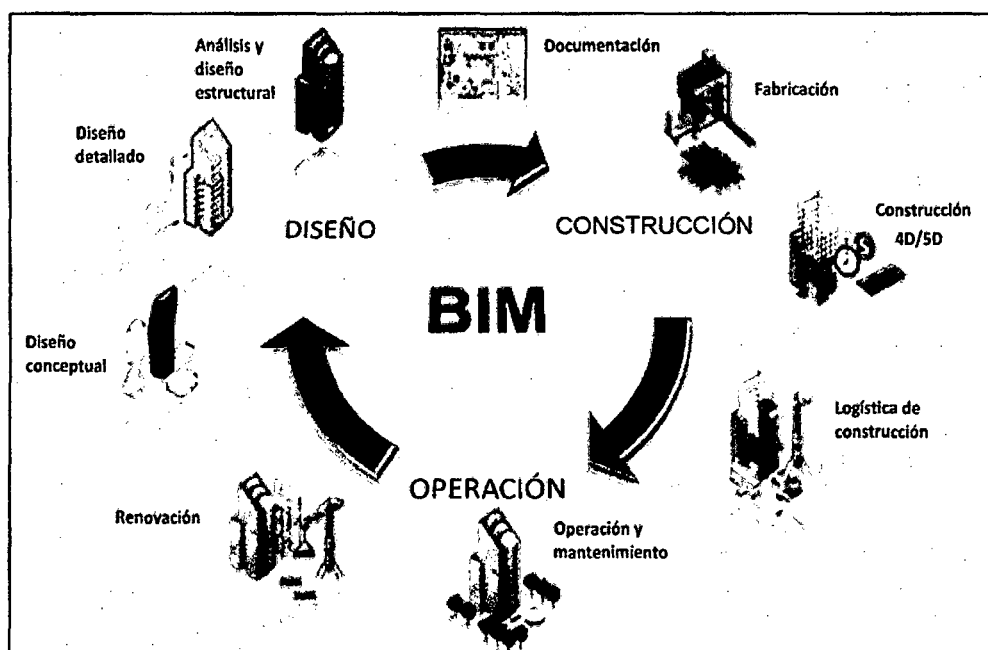 Análisis y
diseño
estructural
Documentación
Fabricación
Diseño
detallado
DISEÑO
CONSTRUCCIÓN
Construcción
4D/5D
BIM
Diseño
conceptual
Logística de
construcción
OPERACIÓN
Renovación
Operación y
mantenimiento